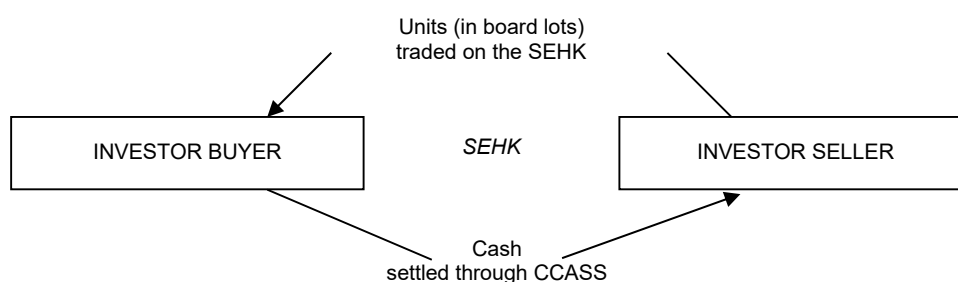 Units (in board lots)
traded on the SEHK
INVESTOR BUYER
SEHK
INVESTOR SELLER
Cash
settled through CCASS